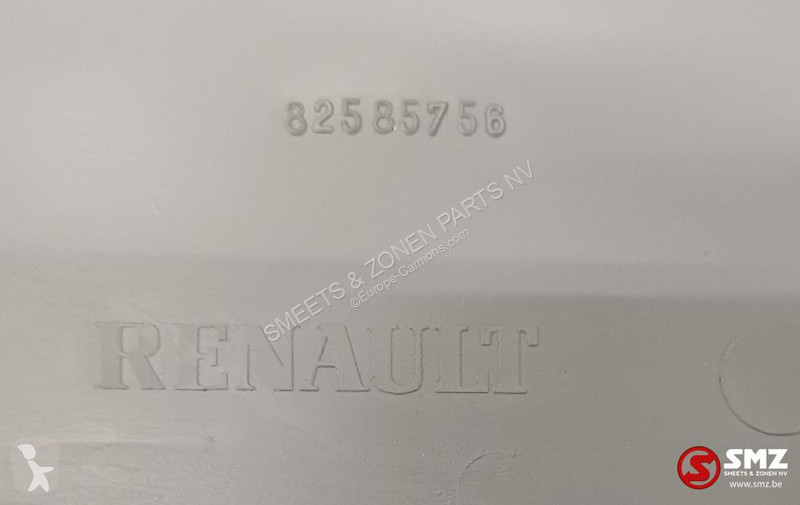 82585756
SMEETS & ZONEN PARTS NV
©Europe-Camions.com
RENAULT
SMZ
SMEETS & ZONEN NV
www.smz.be